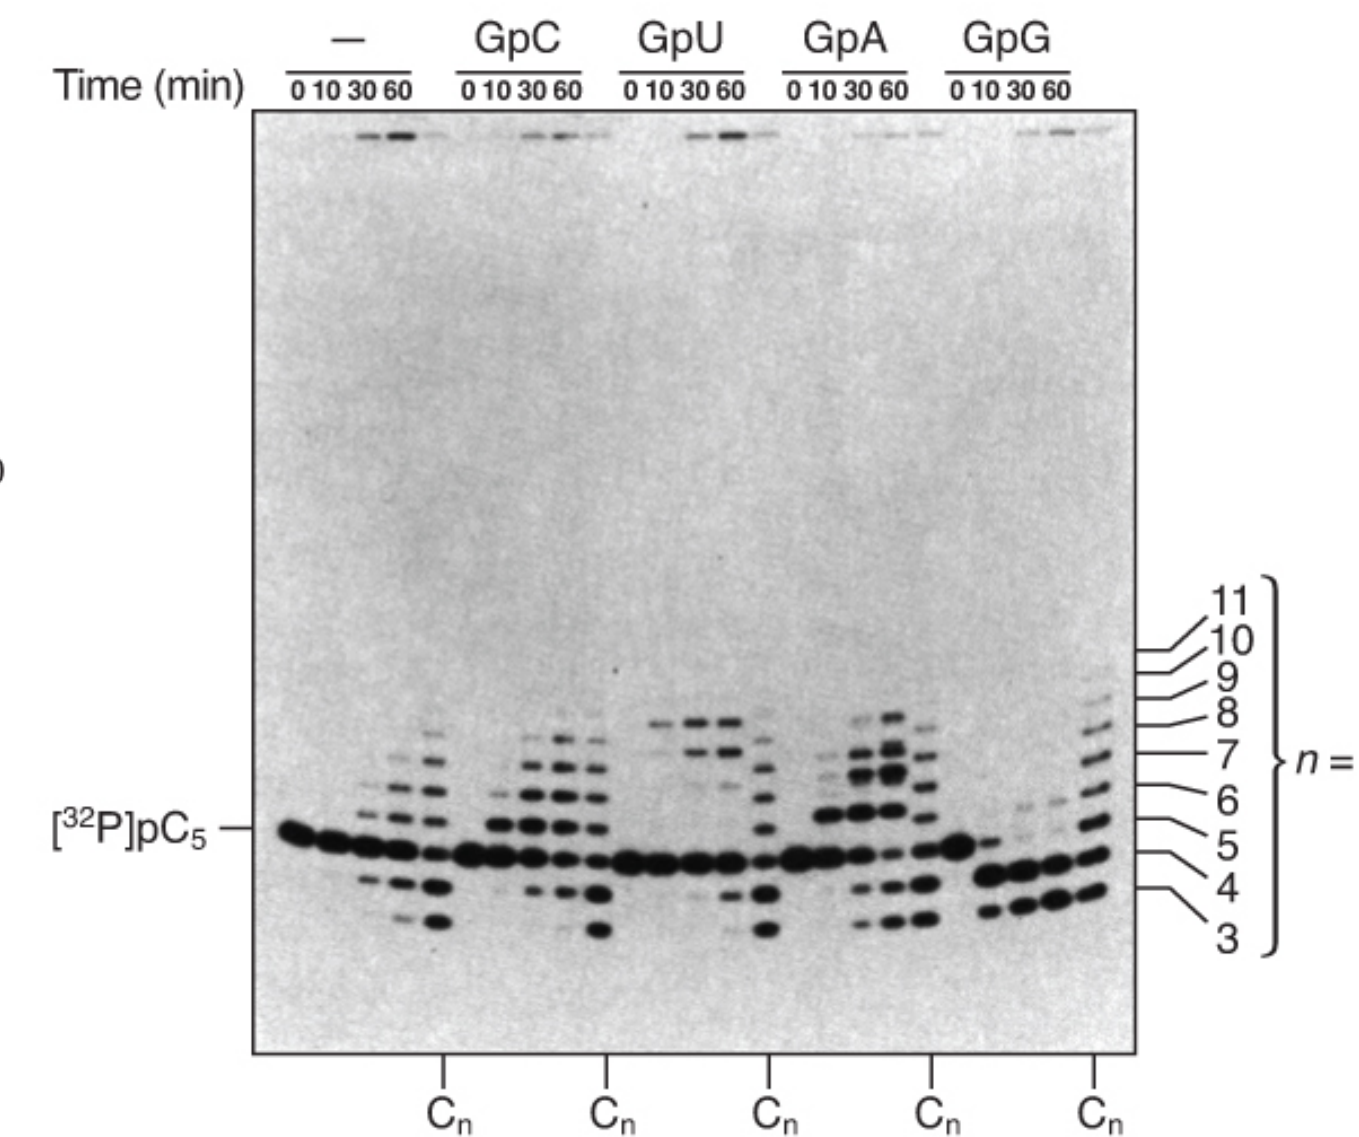 — GpC GpU GpA GpG
Time (min) 0 10 30 60 0 10 30 60 0 10 30 60 0 10 30 60 0 10 30 60
11
10
9
8
7
n =
6
[³²P]pC₅
5
4
3
Cₙ Cₙ Cₙ Cₙ Cₙ